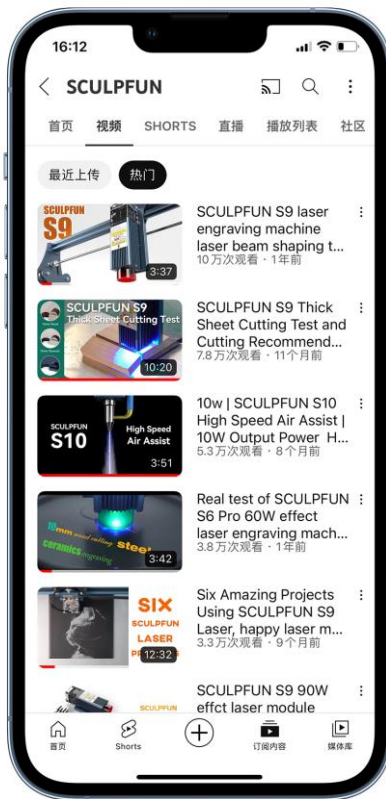 16:12
SCULPFUN
首页 视频 SHORTS 直播 播放列表 社区
最近上传 热门
SCULPFUN
S9
3:37
SCULPFUN S9 laser
engraving machine
laser beam shaping t...
10万次观看・1年前
SCULPFUN S9
Thick Sheet Cutting Test
10:20
SCULPFUN S9 Thick
Sheet Cutting Test and
Cutting Recommend...
7.8万次观看・11个月前
SCULPFUN
S10
High Speed
Air Assist
3:51
10w | SCULPFUN S10
High Speed Air Assist |
10W Output Power H...
5.3万次观看・8个月前
10mm wood cutting
ceramics engraving
steel
3:42
Real test of SCULPFUN
S6 Pro 60W effect
laser engraving mach...
3.8万次观看・1年前
SIX
SCULPFUN
LASER
12:32
Six Amazing Projects
Using SCULPFUN S9
Laser, happy laser m...
3.3万次观看・9个月前
SCULPFUN
SCULPFUN S9 90W
effct laser module
首页 Shorts 订阅内容 媒体库